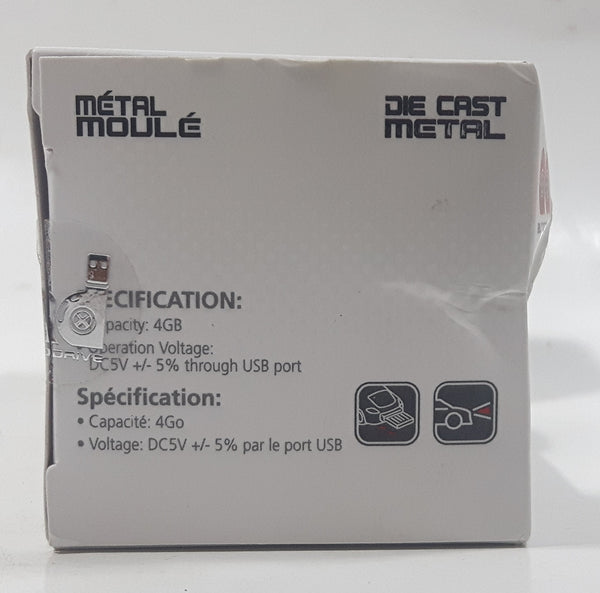 MÉTAL
MOULÉ
DIE CAST
METAL
ECIFICATION:
pacity: 4GB
• Operation Voltage:
DC5V +/- 5% through USB port
Spécification:
• Capacité: 4Go
• Voltage: DC5V +/- 5% par le port USB